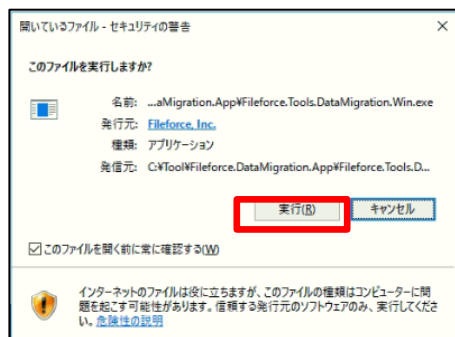 開いているファイル - セキュリティの警告
このファイルを実行しますか?
名前: ...aMigration.App¥Fileforce.Tools.DataMigration.Win.exe
発行元: Fileforce, Inc.
種類: アプリケーション
発信元: C:¥Tool¥Fileforce.DataMigration.App¥Fileforce.Tools.D...
実行(R) キャンセル
このファイルを開く前に常に確認する(W)
インターネットのファイルは役に立ちますが、このファイルの種類はコンピューターに問
題を起こす可能性があります。信頼する発行元のソフトウェアのみ、実行してくださ
い。危険性の説明